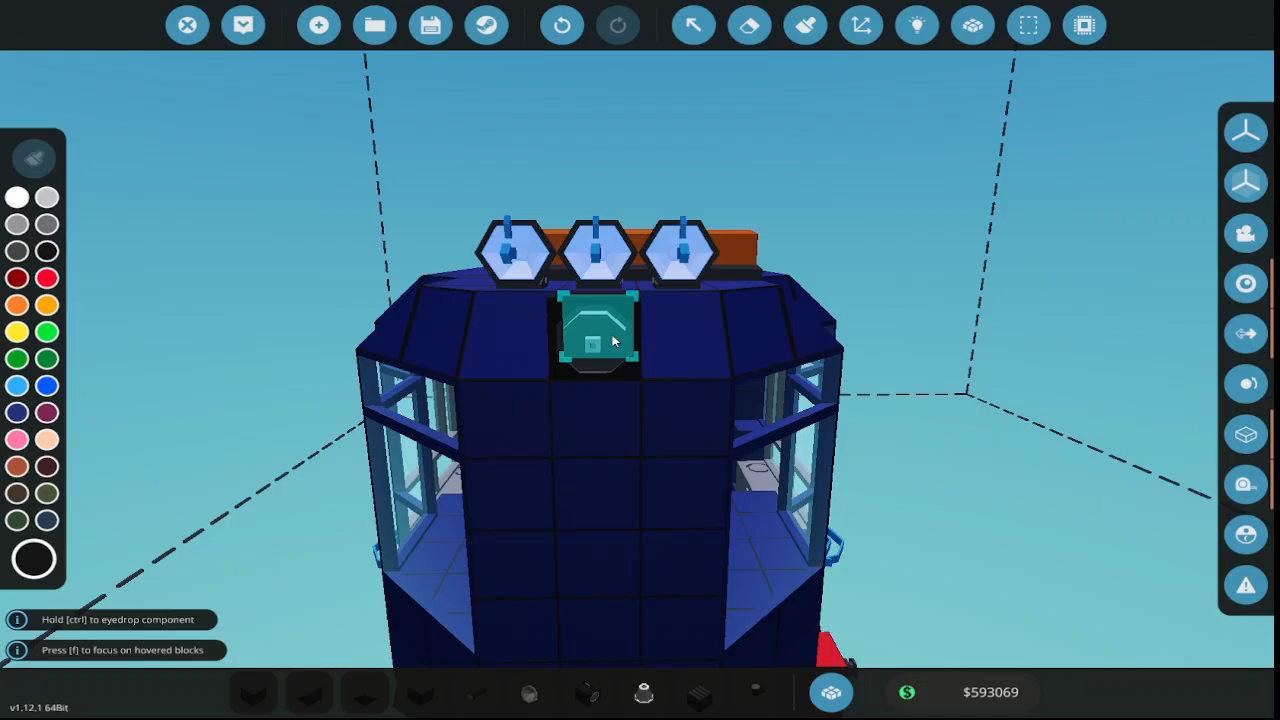 Hold [ctrl] to eyedrop component
Press [f] to focus on hovered blocks
v1.12.1 64Bit
$593069